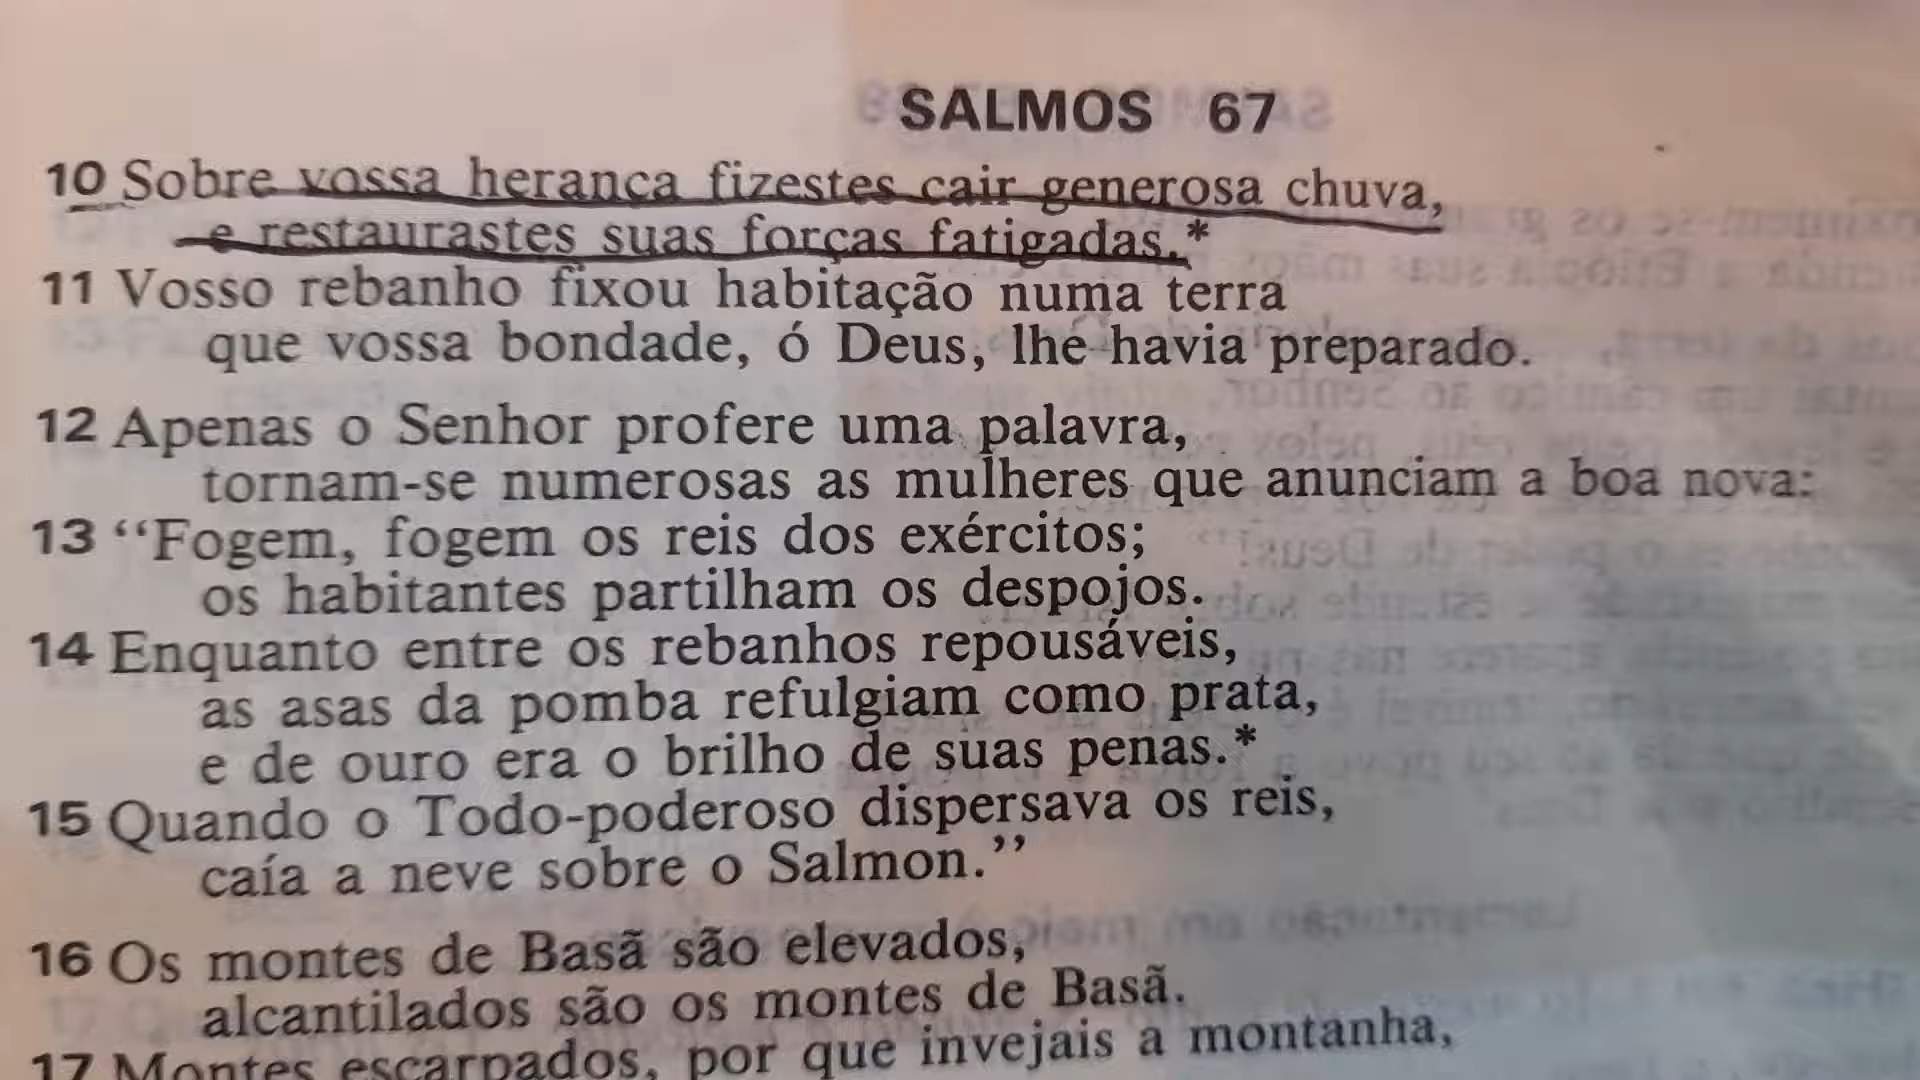 SALMOS 67
10 Sobre vossa herança fizestes cair generosa chuva,
e restaurastes suas forças fatigadas.*
11 Vosso rebanho fixou habitação numa terra
que vossa bondade, ó Deus, lhe havia preparado.
12 Apenas o Senhor profere uma palavra,
tornam-se numerosas as mulheres que anunciam a boa nova:
13 “Fogem, fogem os reis dos exércitos;
os habitantes partilham os despojos.
14 Enquanto entre os rebanhos repousáveis,
as asas da pomba refulgiam como prata,
e de ouro era o brilho de suas penas.*
15 Quando o Todo-poderoso dispersava os reis,
caía a neve sobre o Salmon.”
16 Os montes de Basã são elevados,
alcantilados são os montes de Basã.
17 Montes escarpados, por que invejais a montanha,